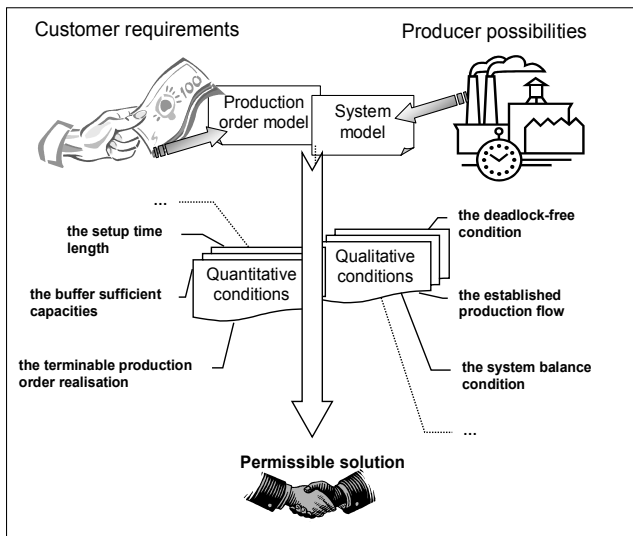 Customer requirements
Producer possibilities
100
Production
order model
System
model
...
the setup time
length
the deadlock-free
condition
Quantitative
conditions
Qualitative
conditions
the buffer sufficient
capacities
the established
production flow
the terminable production
order realisation
the system balance
condition
...
Permissible solution